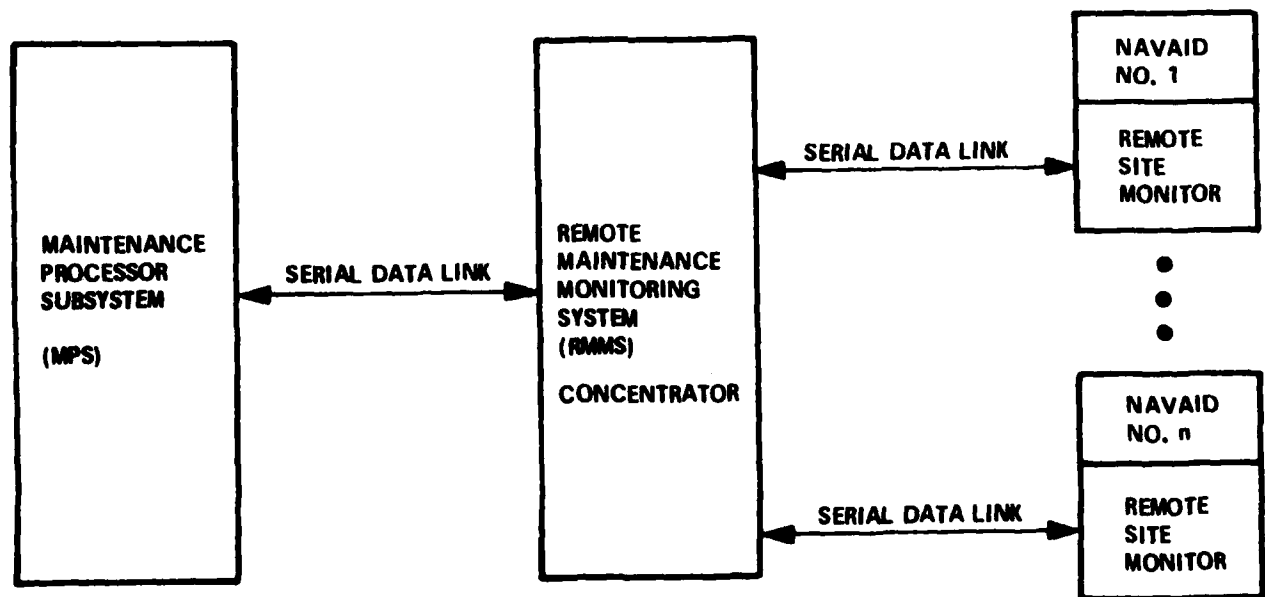 MAINTENANCE
PROCESSOR
SUBSYSTEM
(MPS)
SERIAL DATA LINK
REMOTE
MAINTENANCE
MONITORING
SYSTEM
(RMMS)
CONCENTRATOR
SERIAL DATA LINK
NAVAID
NO. 1
REMOTE
SITE
MONITOR
SERIAL DATA LINK
NAVAID
NO. n
REMOTE
SITE
MONITOR